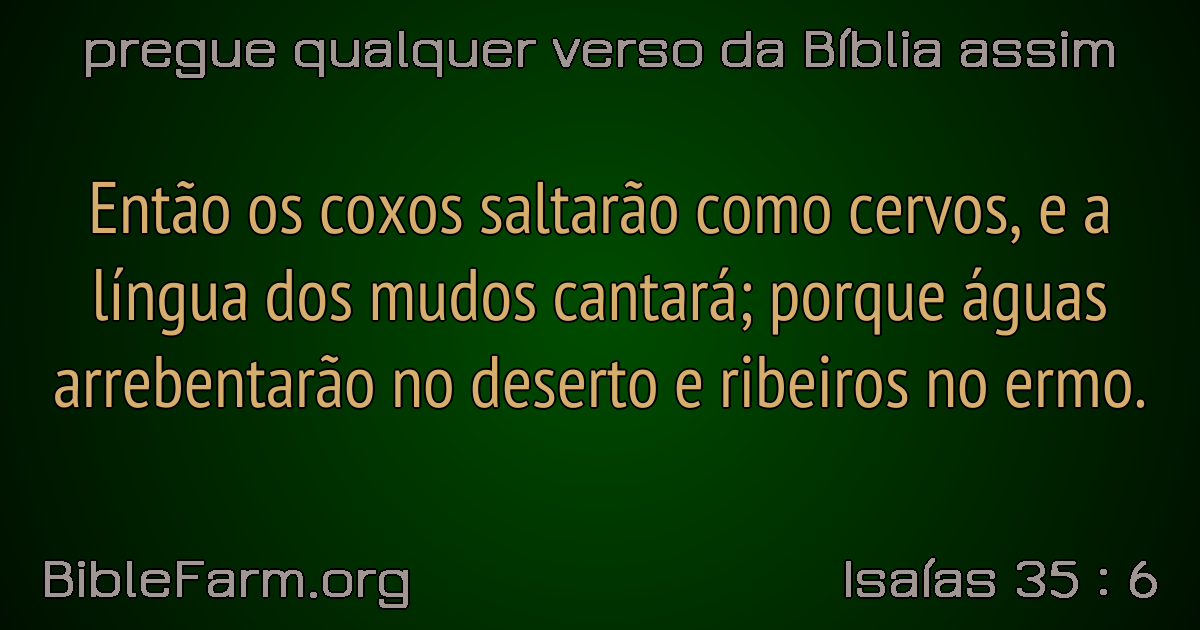 pregue qualquer verso da Bíblia assim
Então os coxos saltarão como cervos, e a
língua dos mudos cantará; porque águas
arrebentarão no deserto e ribeiros no ermo.
BibleFarm.org
Isaías 35 : 6